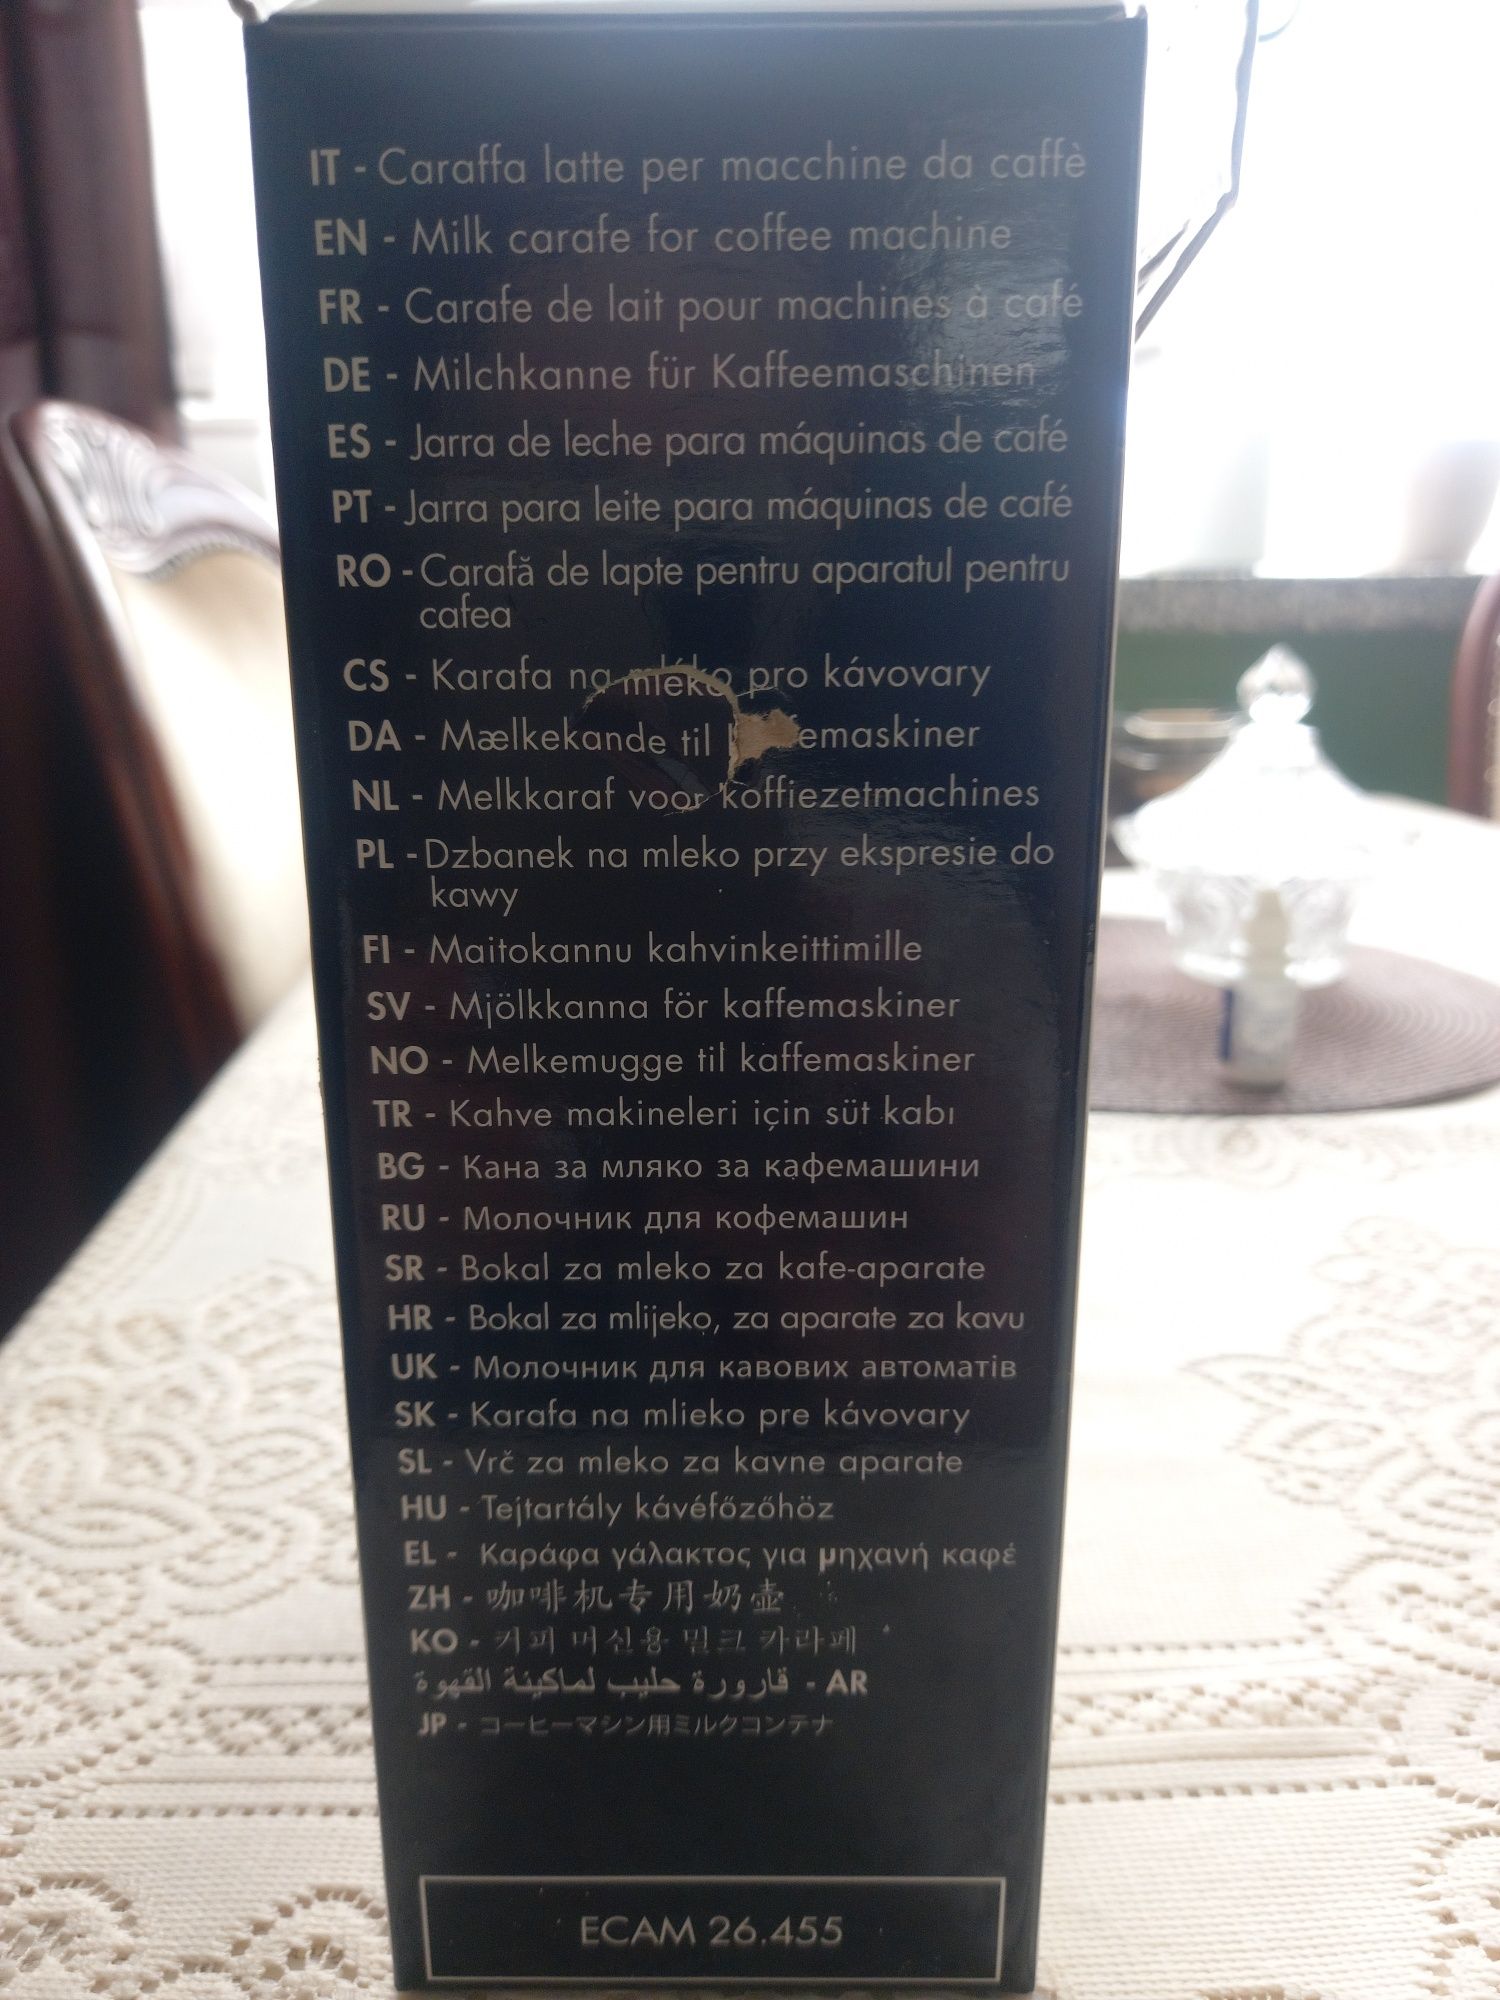 IT - Caraffa latte per macchine da caffè
EN - Milk carafe for coffee machine
FR - Carafe de lait pour machines à café
DE - Milchkanne für Kaffeemaschinen
ES - Jarra de leche para máquinas de café
PT - Jarra para leite para máquinas de café
RO - Carafă de lapte pentru aparatul pentru
cafea
CS - Karafa na mléko pro kávovary
DA - Mælkekande til emaskiner
NL - Melkkaraf voor koffiezetmachines
PL - Dzbanek na mleko przy ekspresie do
kawy
FI - Maitokannu kahvinkeittimille
SV - Mjölkkanna för kaffemaskiner
NO - Melkemugge til kaffemaskiner
TR - Kahve makineleri için süt kabı
BG - Кана за мляко за кафемашини
RU - Молочник для кофемашин
SR - Bokal za mleko za kafe-aparate
HR - Bokal za mlijeko, za aparate za kavu
UK - Молочник для кавових автоматів
SK - Karafa na mlieko pre kávovary
SL - Vrč za mleko za kavne aparate
HU - Tejtartály kávéfőzőhöz
EL - Καράφα γάλακτος για μηχανή καφέ
ZH - 咖啡机专用奶壶
KO - 커피 머신용 밀크 카라페
AR - قارورة حليب لماكينة القهوة
JP - コーヒーマシン用ミルクコンテナ
ECAM 26.455